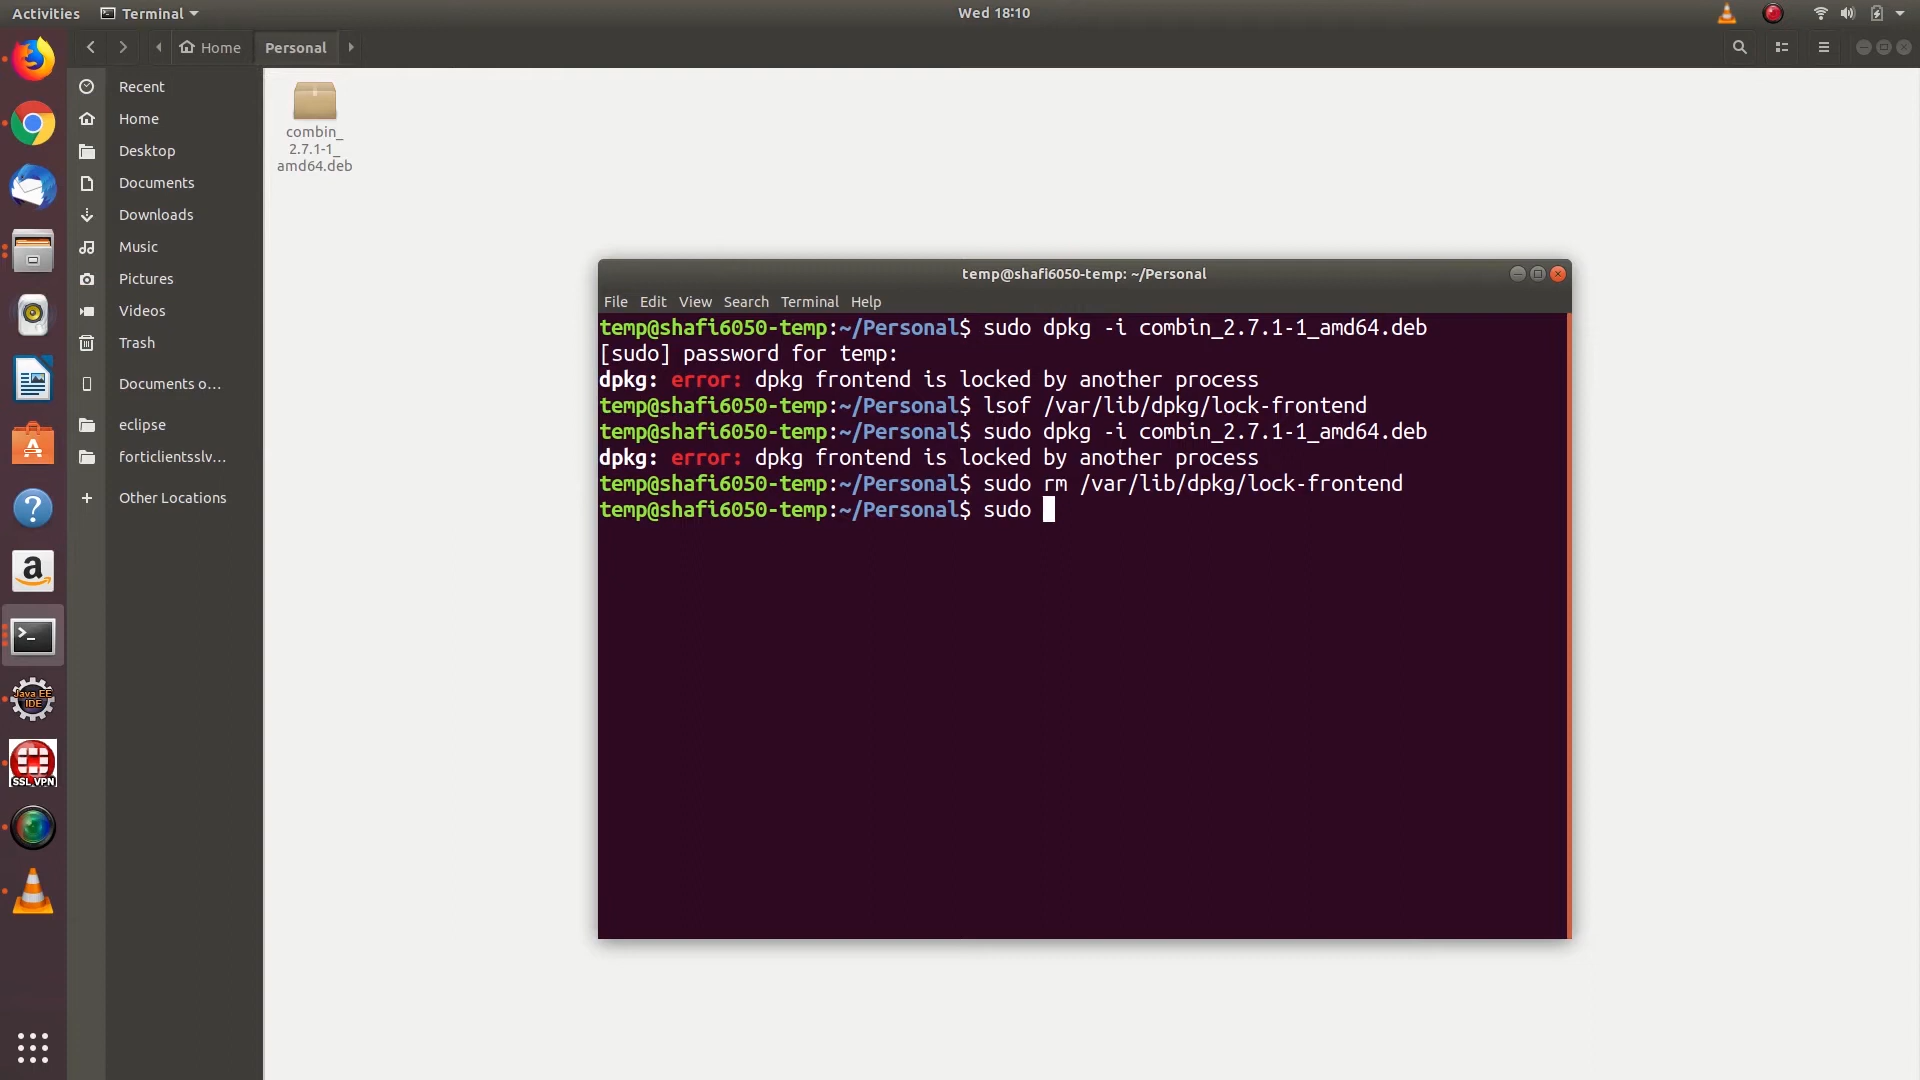 Activities
Terminal
Wed 18:10
Home
Personal
Recent
Home
Desktop
Documents
Downloads
Music
Pictures
Videos
Trash
Documents o...
eclipse
forticlientsslv...
Other Locations
combin_
2.7.1-1_
amd64.deb
temp@shafi6050-temp: ~/Personal
File Edit View Search Terminal Help
temp@shafi6050-temp:~/Personal$ sudo dpkg -i combin_2.7.1-1_amd64.deb
[sudo] password for temp:
dpkg: error: dpkg frontend is locked by another process
temp@shafi6050-temp:~/Personal$ lsof /var/lib/dpkg/lock-frontend
temp@shafi6050-temp:~/Personal$ sudo dpkg -i combin_2.7.1-1_amd64.deb
dpkg: error: dpkg frontend is locked by another process
temp@shafi6050-temp:~/Personal$ sudo rm /var/lib/dpkg/lock-frontend
temp@shafi6050-temp:~/Personal$ sudo
Java EE
IDE
SSL VPN